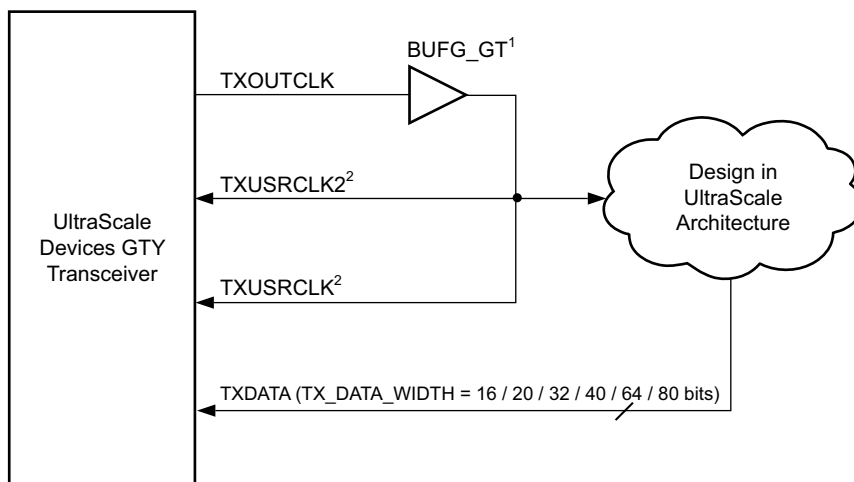 BUFG_GT1
TXOUTCLK
TXUSRCLK22
Design in
UltraScale
Architecture
UltraScale
Devices GTY
Transceiver
TXUSRCLK2
TXDATA (TX_DATA_WIDTH = 16 / 20 / 32 / 40 / 64 / 80 bits)